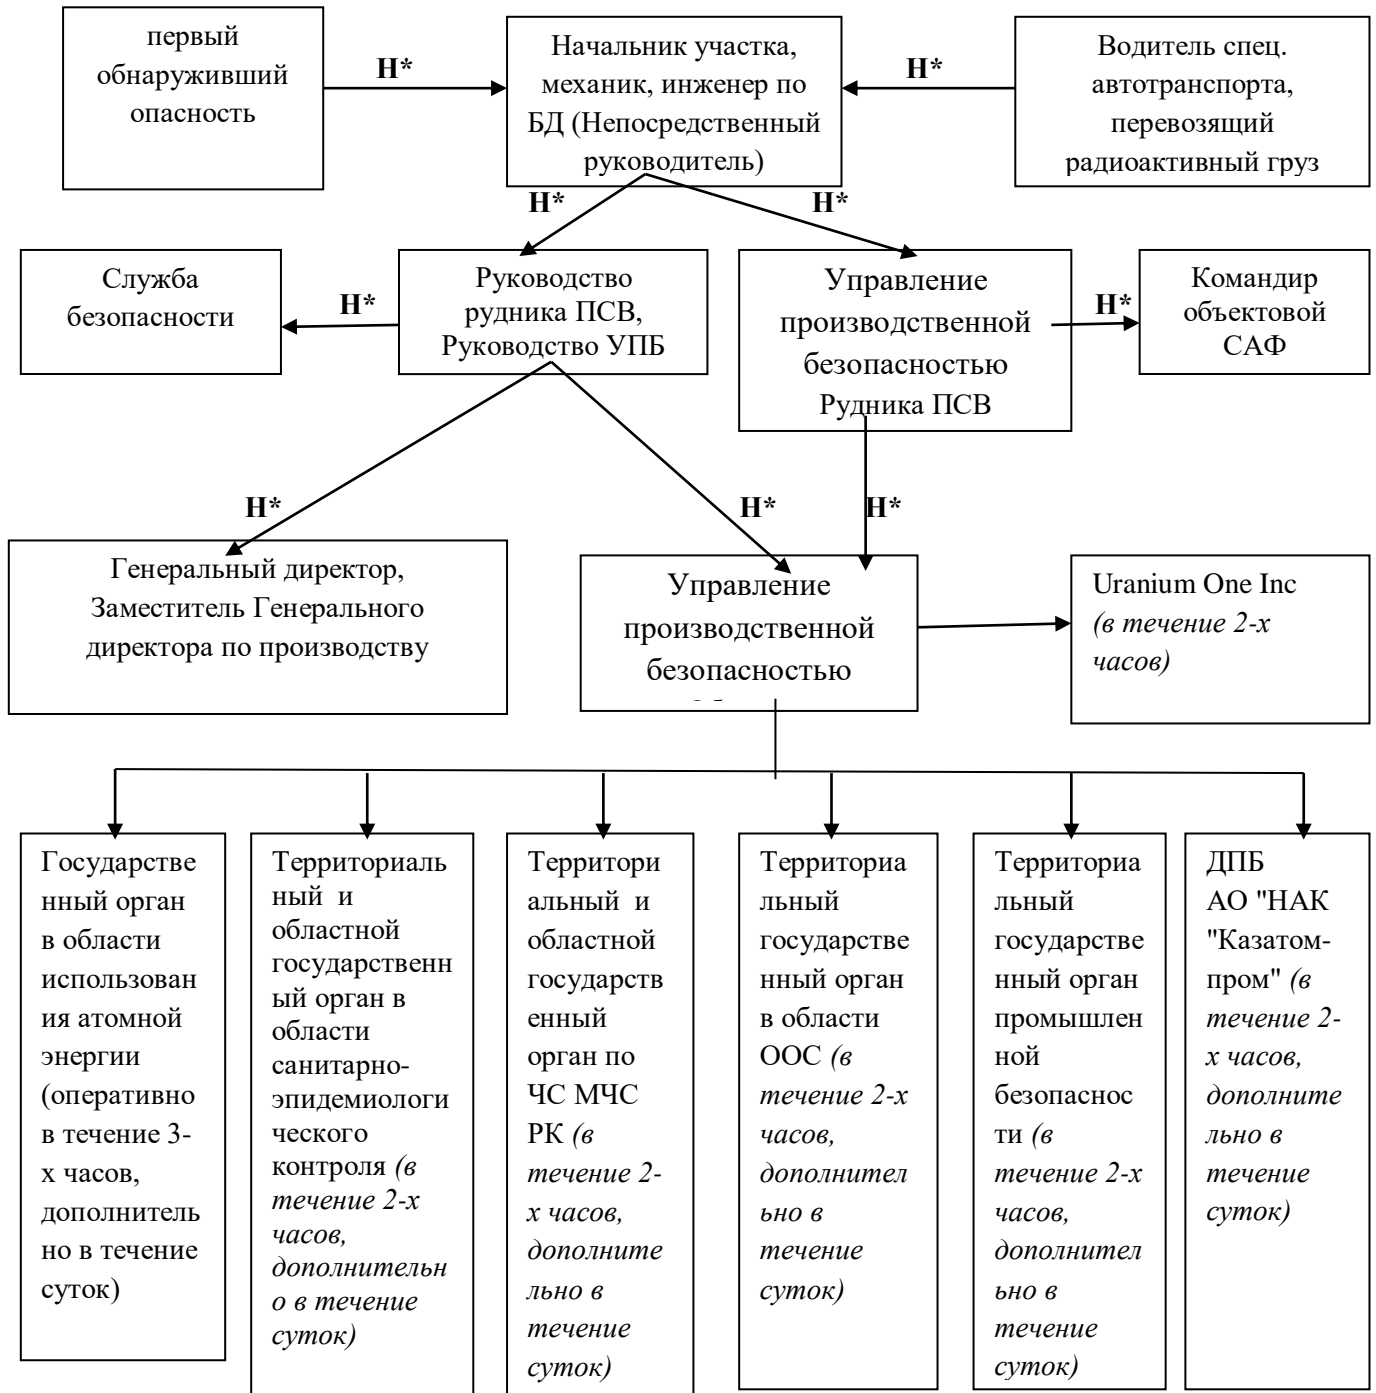 первый
обнаруживший
опасность
Н*
Начальник участка,
механик, инженер по
БД (Непосредственный
руководитель)
Н*
Водитель спец.
автотранспорта,
перевозящий
радиоактивный груз
Н*
Н*
Служба
безопасности
Н*
Руководство
рудника ПСВ,
Руководство УПБ
Управление
производственной
безопасностью
Рудника ПСВ
Н*
Командир
объектовой
САФ
Н*
Н*
Н*
Генеральный директор,
Заместитель Генерального
директора по производству
Управление
производственной
безопасностью
Uranium One Inc
(в течение 2-х
часов)
Государстве
нный орган
в области
использован
ия атомной
энергии
(оперативно
в течение 3-
х часов,
дополнитель
но в течение
суток)
Территориаль
ный и
областной
государственн
ый орган в
области
санитарно-
эпидемиологи
ческого
контроля (в
течение 2-х
часов,
дополнительн
о в течение
суток)
Территори
альный и
областной
государств
енный
орган по
ЧС МЧС
РК (в
течение 2-
х часов,
дополните
льно в
течение
суток)
Территориа
льный
государстве
нный орган
в области
ООС (в
течение 2-х
часов,
дополнител
ьно в
течение
суток)
Территориа
льный
государстве
нный орган
промышлен
ной
безопаснос
ти (в
течение 2-х
часов,
дополнител
ьно в
течение
суток)
ДПБ
АО "НАК
"Казатом-
пром" (в
течение 2-
х часов,
дополните
льно в
течение
суток)